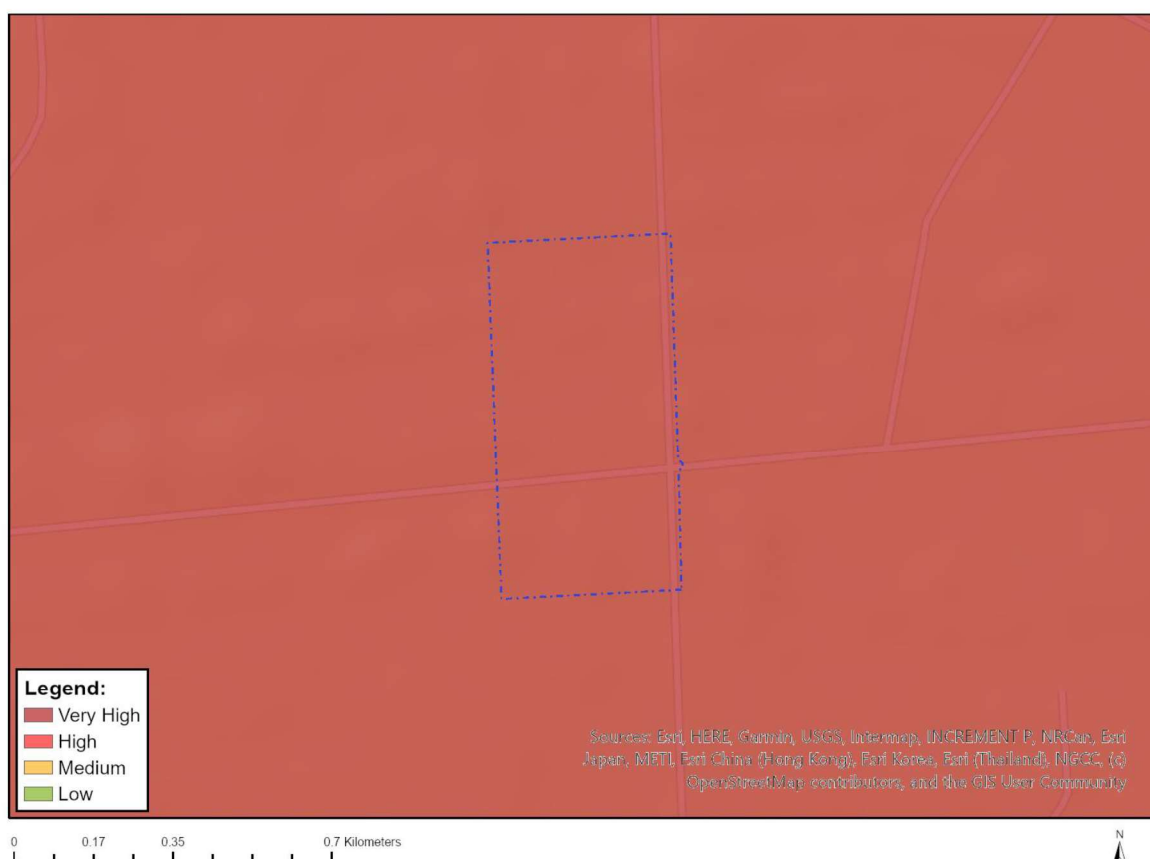 Legend:
Very High
High
Medium
Low
Sources: Esri, HERE, Garmin, USGS, Intermap, INCREMENT P, NRCan, Esri
Japan, METI, Esri China (Hong Kong), Esri Korea, Esri (Thailand), NGCC, (c)
OpenStreetMap contributors, and the GIS User Community
0 0.17 0.35 0.7 Kilometers
N